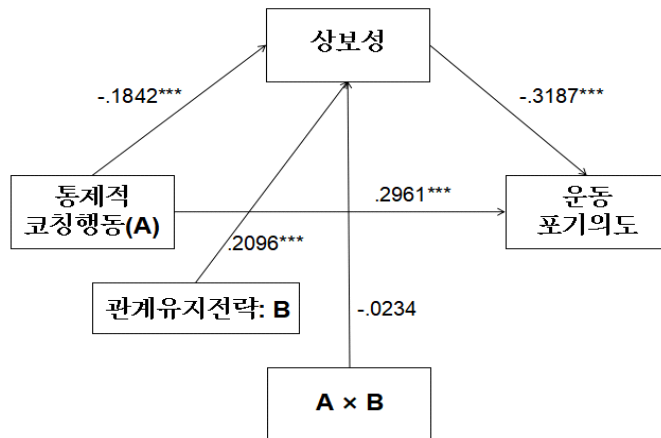 상보성
-.1842***
-.3187***
통제적
코칭행동(A)
.2961***
운동
포기의도
.2096***
관계유지전략: B
-.0234
A × B